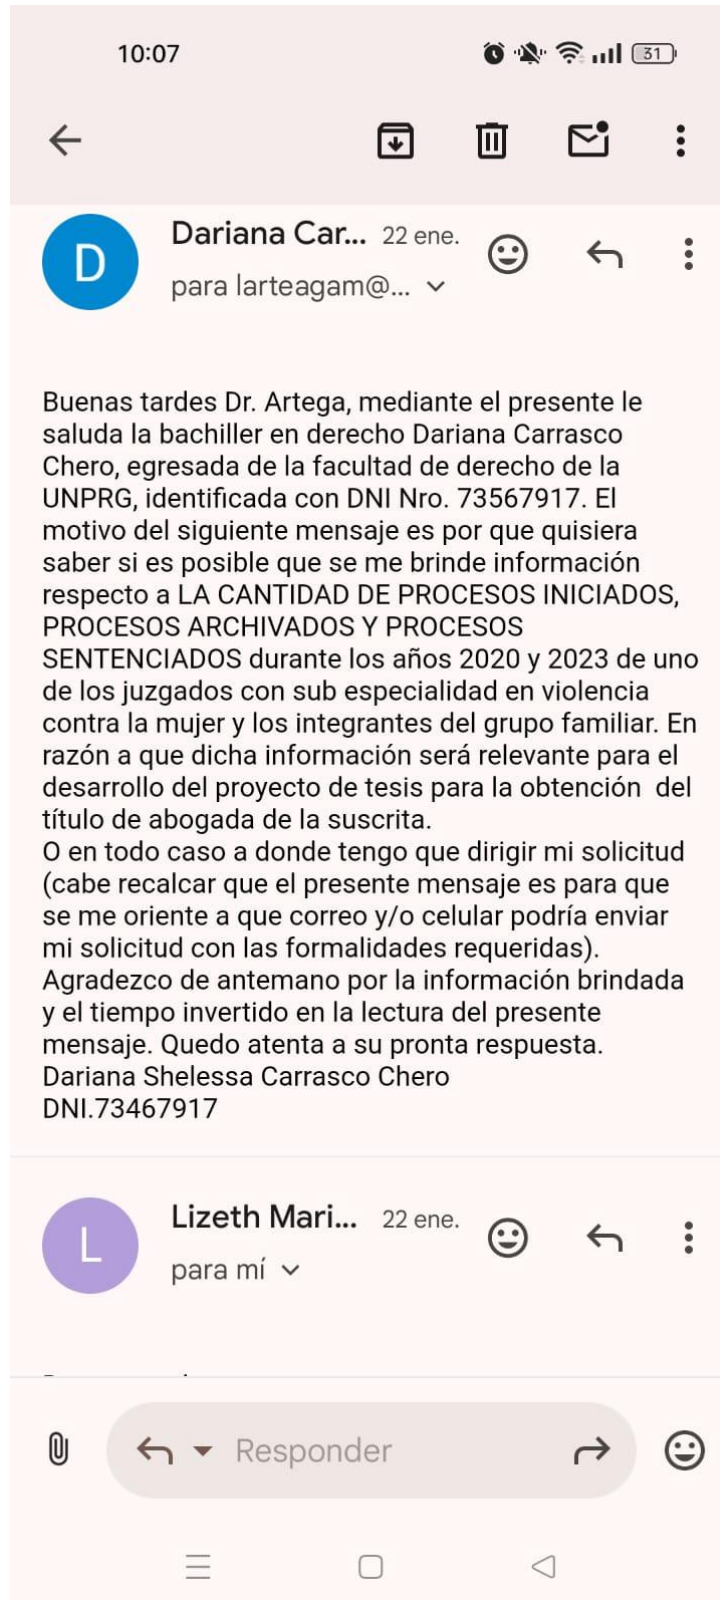 10:07
31
D
Dariana Car... 22 ene.
para larteagam@...
Buenas tardes Dr. Artega, mediante el presente le
saluda la bachiller en derecho Dariana Carrasco
Chero, egresada de la facultad de derecho de la
UNPRG, identificada con DNI Nro. 73567917. El
motivo del siguiente mensaje es por que quisiera
saber si es posible que se me brinde información
respecto a LA CANTIDAD DE PROCESOS INICIADOS,
PROCESOS ARCHIVADOS Y PROCESOS
SENTENCIADOS durante los años 2020 y 2023 de uno
de los juzgados con sub especialidad en violencia
contra la mujer y los integrantes del grupo familiar. En
razón a que dicha información será relevante para el
desarrollo del proyecto de tesis para la obtención  del
título de abogada de la suscrita.
O en todo caso a donde tengo que dirigir mi solicitud
(cabe recalcar que el presente mensaje es para que
se me oriente a que correo y/o celular podría enviar
mi solicitud con las formalidades requeridas).
Agradezco de antemano por la información brindada
y el tiempo invertido en la lectura del presente
mensaje. Quedo atenta a su pronta respuesta.
Dariana Shelessa Carrasco Chero
DNI.73467917
L
Lizeth Mari... 22 ene.
para mí
Responder